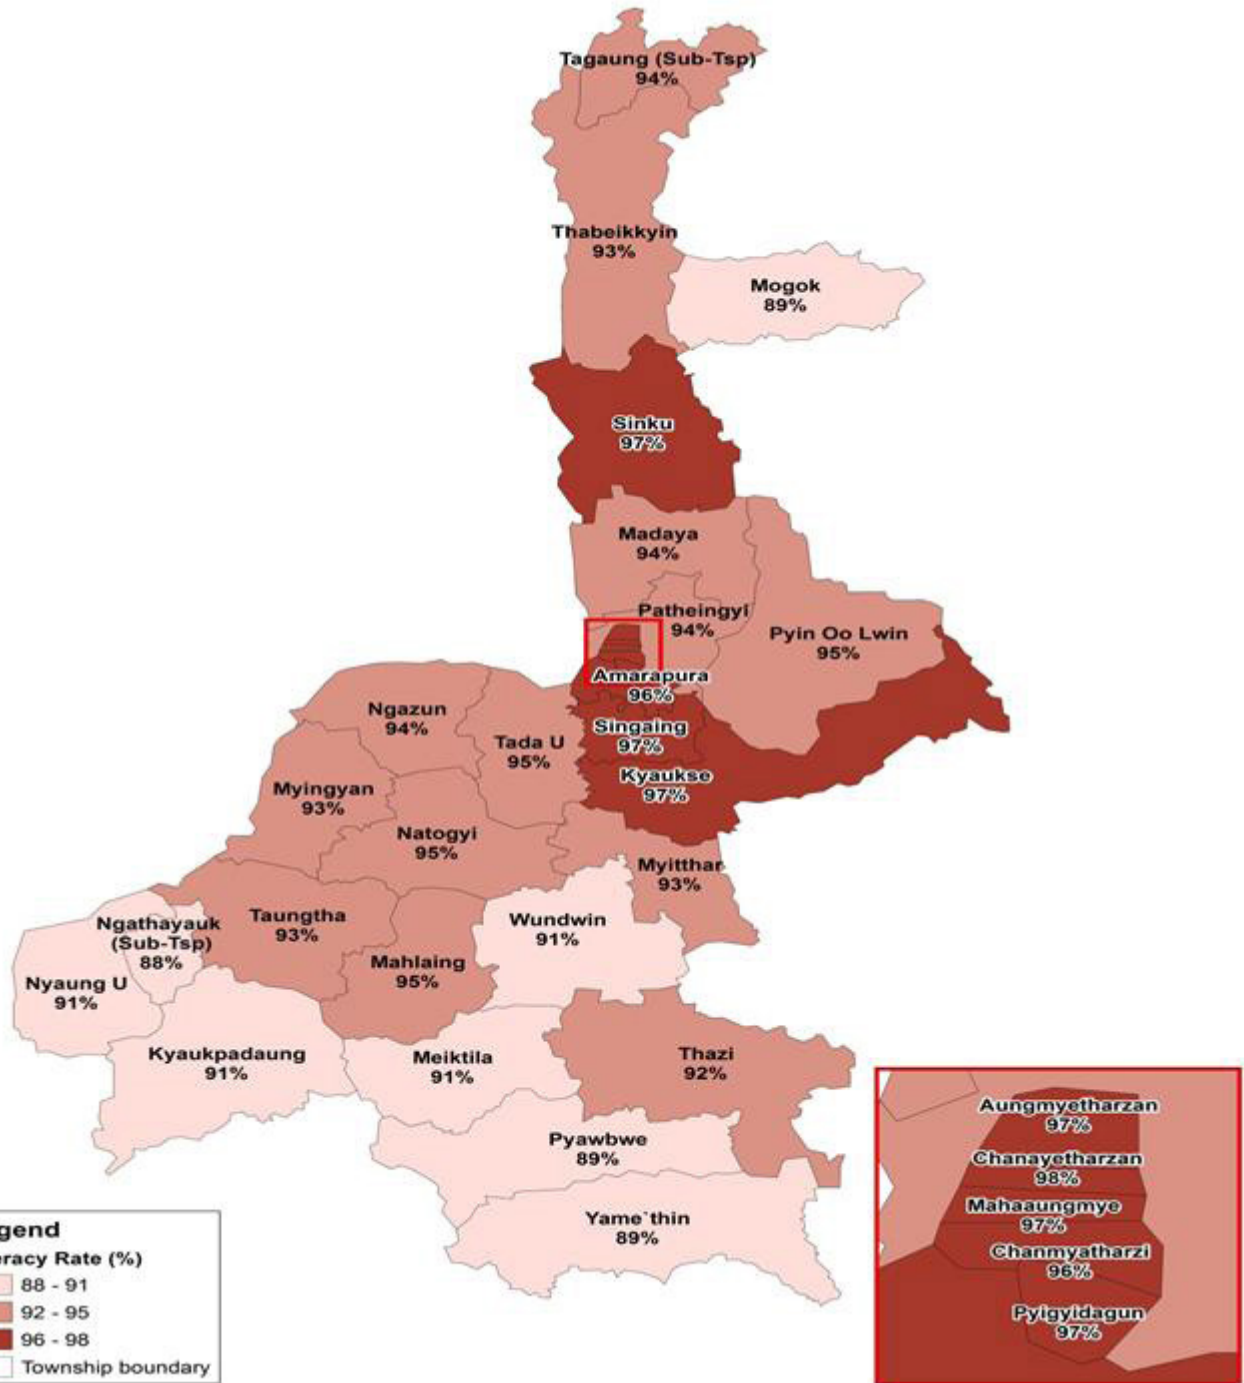 Tagaung (Sub-Tsp)
94%
Thabeikkyin
93%
Mogok
89%
Sinku
97%
Madaya
94%
Patheingyi
94%
Pyin Oo Lwin
95%
Amarapura
96%
Ngazun
94%
Singaing
97%
Tada U
95%
Kyaukse
97%
Myingyan
93%
Natogyi
95%
Myitthar
93%
Taungtha
93%
Wundwin
91%
Ngathayauk
(Sub-Tsp)
88%
Mahlaing
95%
Nyaung U
91%
Kyaukpadaung
91%
Meiktila
91%
Thazi
92%
Pyawbwe
89%
Yame`thin
89%
Aungmyetharzan
97%
Chanayetharzan
98%
Mahaaungmye
97%
Chanmyatharzi
96%
Pyigyidagun
97%
gend
eracy Rate (%)
88 - 91
92 - 95
96 - 98
Township boundary